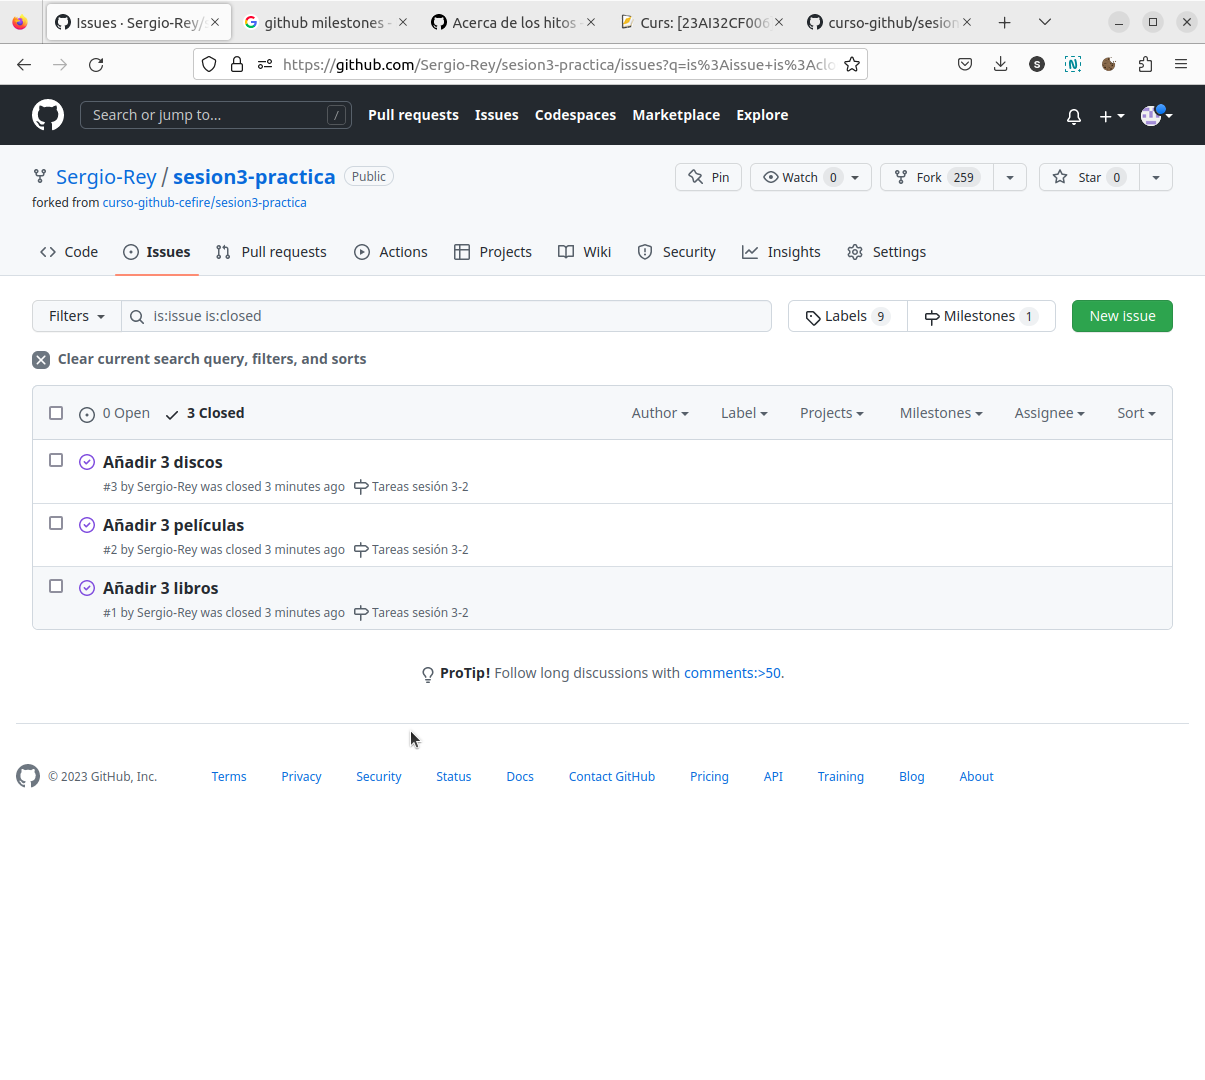 Issues · Sergio-Rey/s
github milestones -
Acerca de los hitos -
Curs: [23AI32CF006
curso-github/sesion
https://github.com/Sergio-Rey/sesion3-practica/issues?q=is%3Aissue+is%3Aclo
S
N
Search or jump to...
/
Pull requests
Issues
Codespaces
Marketplace
Explore
Sergio-Rey / sesion3-practica
Public
Pin
Watch 0
Fork 259
Star 0
forked from curso-github-cefire/sesion3-practica
Code
Issues
Pull requests
Actions
Projects
Wiki
Security
Insights
Settings
Filters
is:issue is:closed
Labels 9
Milestones 1
New issue
Clear current search query, filters, and sorts
0 Open
3 Closed
Author
Label
Projects
Milestones
Assignee
Sort
Añadir 3 discos
#3 by Sergio-Rey was closed 3 minutes ago Tareas sesión 3-2
Añadir 3 películas
#2 by Sergio-Rey was closed 3 minutes ago Tareas sesión 3-2
Añadir 3 libros
#1 by Sergio-Rey was closed 3 minutes ago Tareas sesión 3-2
ProTip! Follow long discussions with comments:>50.
© 2023 GitHub, Inc.
Terms
Privacy
Security
Status
Docs
Contact GitHub
Pricing
API
Training
Blog
About